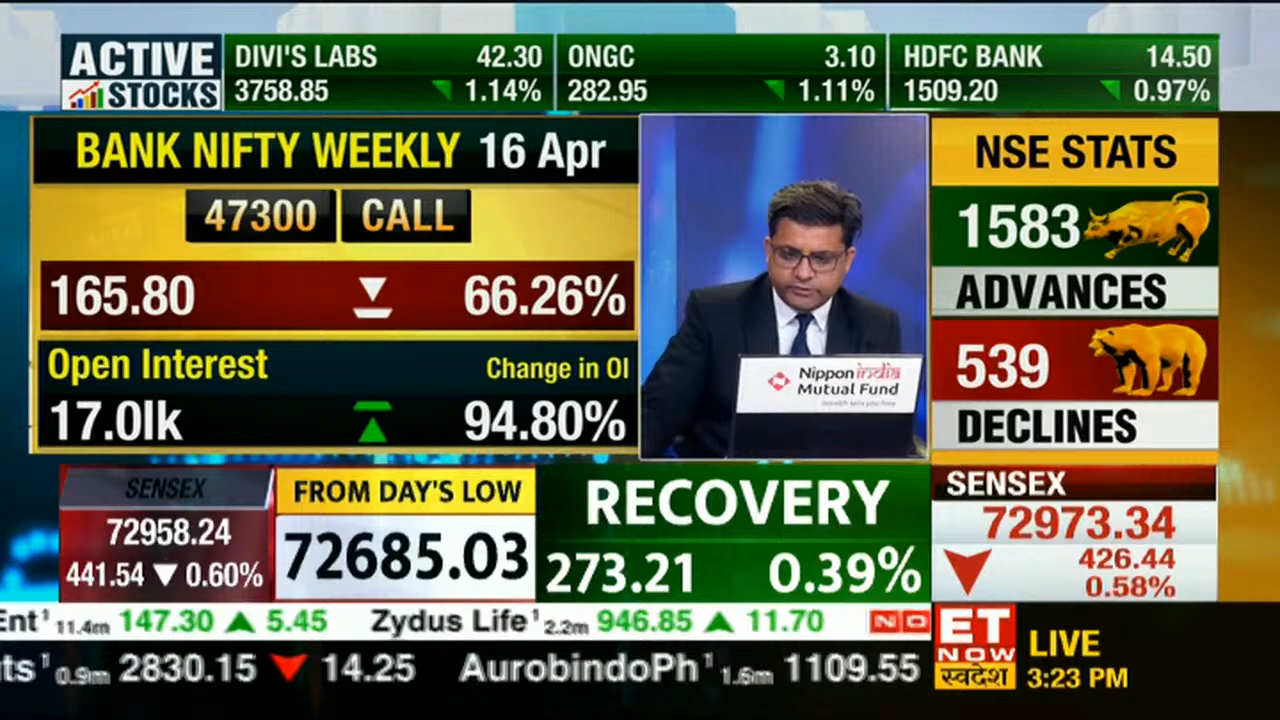 ACTIVE
STOCKS
DIVI'S LABS 42.30
3758.85 1.14%
ONGC 3.10
282.95 1.11%
HDFC BANK 14.50
1509.20 0.97%
BANK NIFTY WEEKLY 16 Apr
47300 CALL
165.80 66.26%
Open Interest Change in OI
17.0lk 94.80%
Nippon india
Mutual Fund
NSE STATS
1583
ADVANCES
539
DECLINES
SENSEX
72958.24
441.54 ▼ 0.60%
FROM DAY'S LOW
72685.03
RECOVERY
273.21 0.39%
SENSEX
72973.34
426.44
0.58%
Ent¹ 11.4m 147.30 ▲ 5.45 Zydus Life¹ 2.2m 946.85 ▲ 11.70
ts¹ 0.9m 2830.15 ▼ 14.25 AurobindoPh¹ 1.6m 1109.55
ET
NOW
स्वदेश
LIVE
3:23 PM